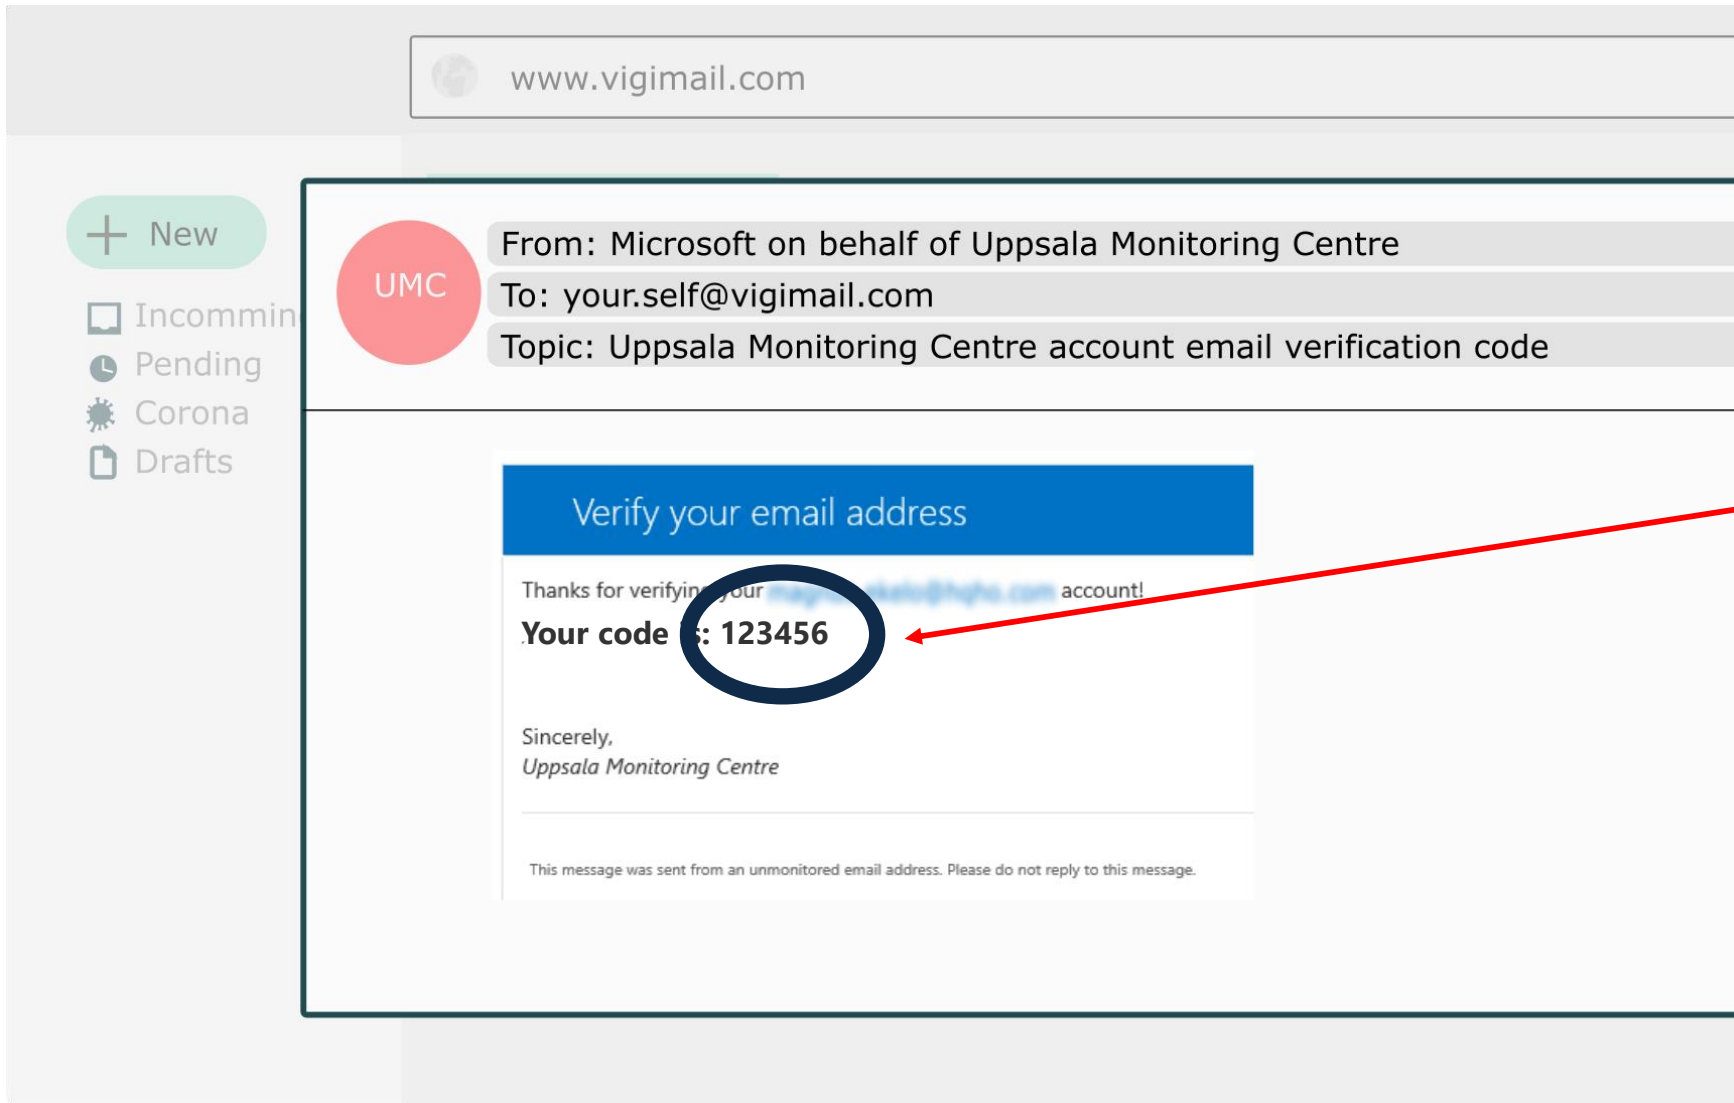 www.vigimail.com
New
Incommin
Pending
Corona
Drafts
UMC
From: Microsoft on behalf of Uppsala Monitoring Centre
To: your.self@vigimail.com
Topic: Uppsala Monitoring Centre account email verification code
Verify your email address
Thanks for verifying your account!
Your code is: 123456
Sincerely,
Uppsala Monitoring Centre
This message was sent from an unmonitored email address. Please do not reply to this message.